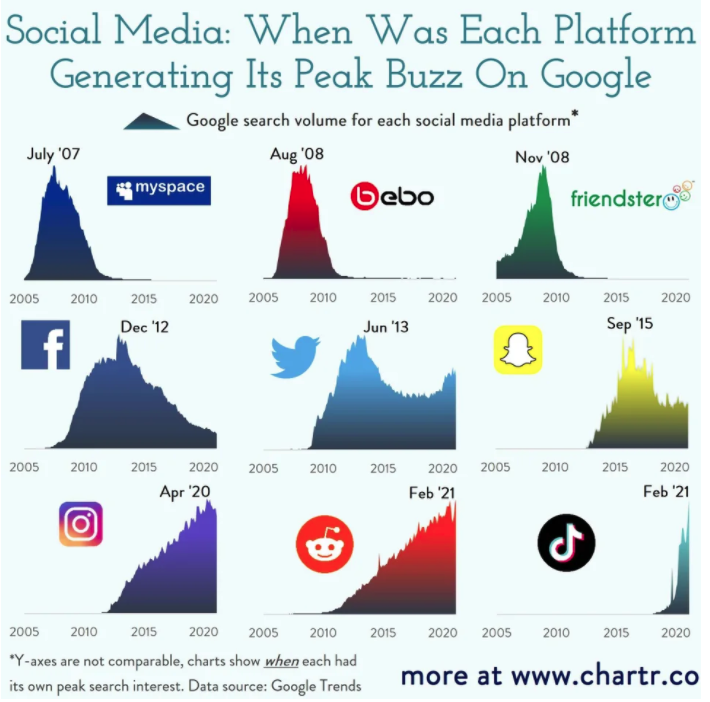 Social Media: When Was Each Platform
Generating Its Peak Buzz On Google
Google search volume for each social media platform*
July '07
myspace
2005 2010 2015 2020
Aug '08
bebo
2005 2010 2015 2020
Nov '08
friendster
2005 2010 2015 2020
f
Dec '12
2005 2010 2015 2020
Jun '13
2005 2010 2015 2020
Sep '15
2005 2010 2015 2020
Apr '20
2005 2010 2015 2020
Feb '21
2005 2010 2015 2020
Feb '21
2005 2010 2015 2020
*Y-axes are not comparable, charts show when each had
its own peak search interest. Data source: Google Trends
more at www.chartr.co